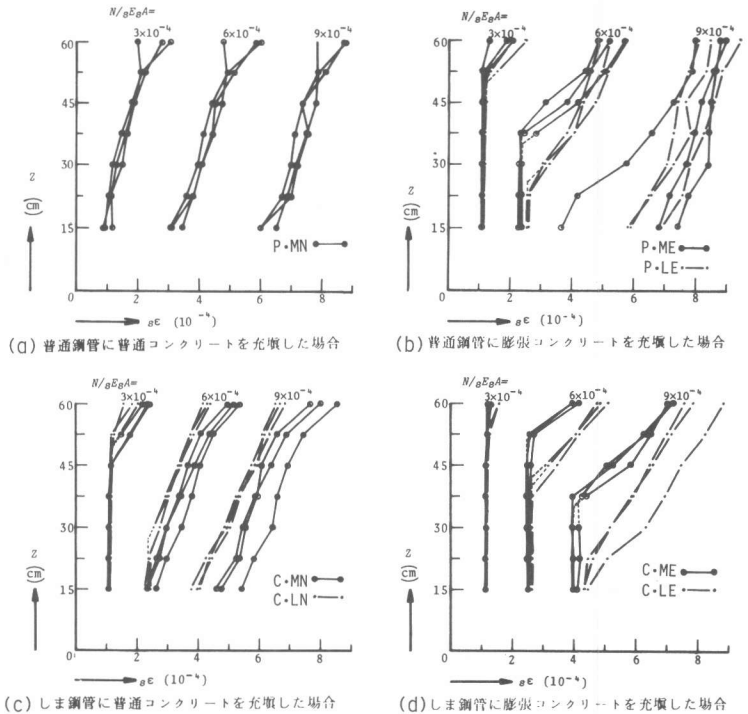 N/sEsA=
3×10⁻⁴ 6×10⁻⁴ 9×10⁻⁴
60
45
30
15
Z
(cm)
P・MN
0 2 4 6 8
sε (10⁻⁴)
(a) 普通鋼管に普通コンクリートを充塡した場合
N/sEsA=
3×10⁻⁴ 6×10⁻⁴ 9×10⁻⁴
60
45
30
15
Z
(cm)
P・ME
P・LE
0 2 4 6 8
sε (10⁻⁴)
(b) 普通鋼管に膨張コンクリートを充塡した場合
N/sEsA=
3×10⁻⁴ 6×10⁻⁴ 9×10⁻⁴
60
45
30
15
Z
(cm)
C・MN
C・LN
0 2 4 6 8
sε (10⁻⁴)
(c) しま鋼管に普通コンクリートを充塡した場合
N/sEsA=
3×10⁻⁴ 6×10⁻⁴ 9×10⁻⁴
60
45
30
15
Z
(cm)
C・ME
C・LE
0 2 4 6 8
sε (10⁻⁴)
(d) しま鋼管に膨張コンクリートを充塡した場合